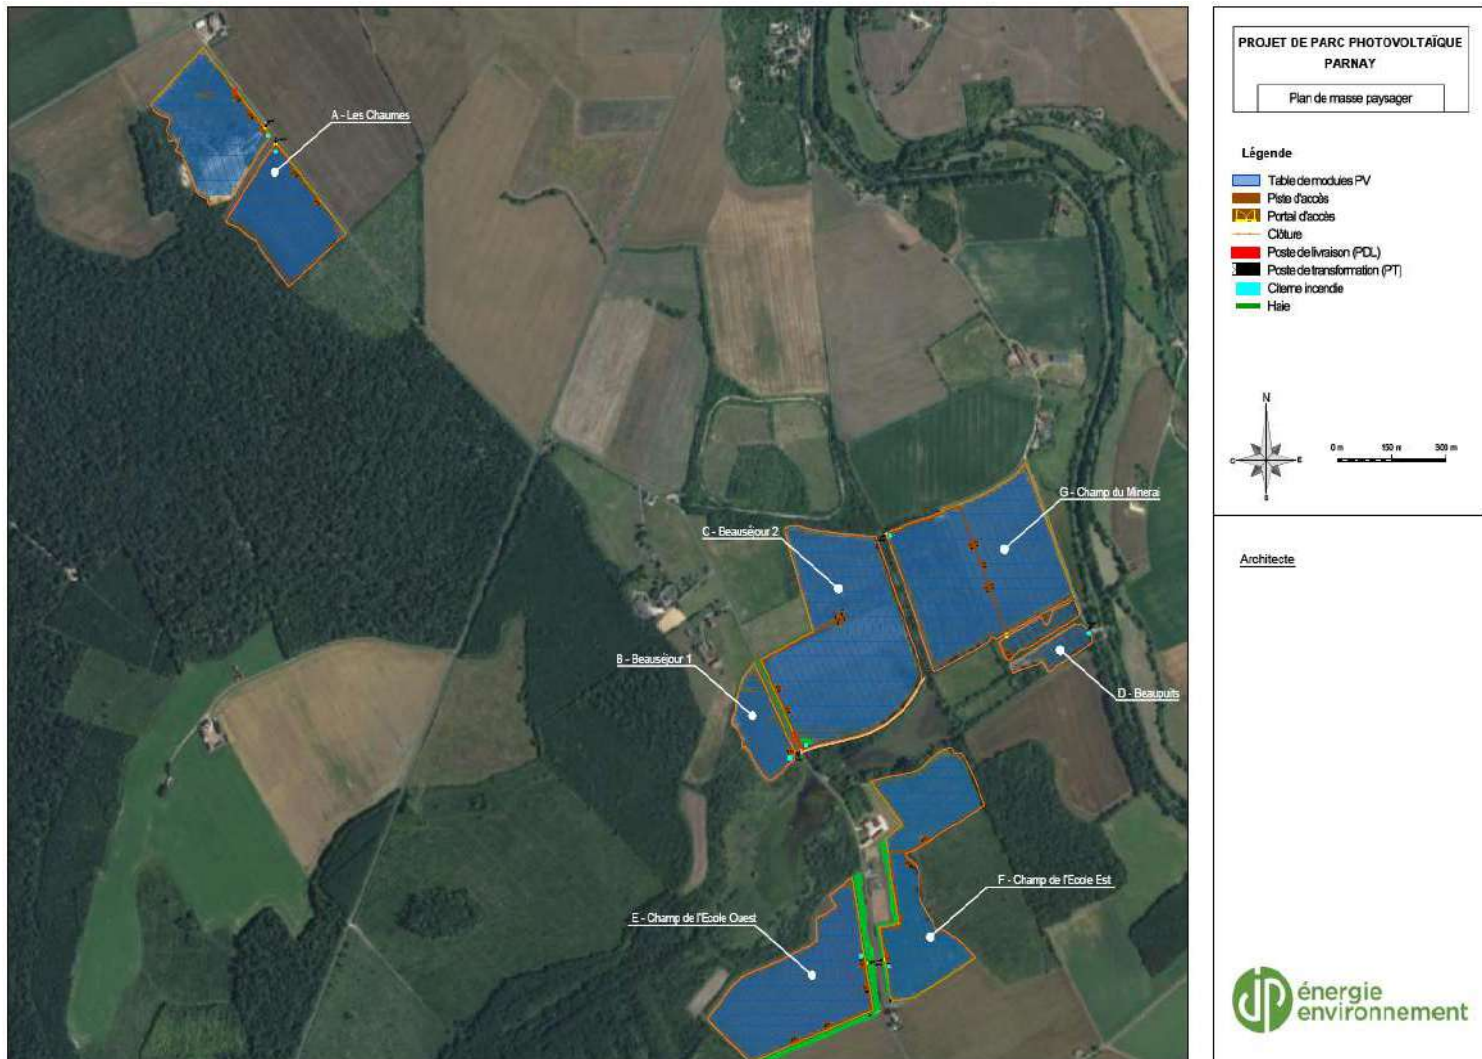 A - Les Chaumes
G - Champ du Minerai
C - Beauséjour 2
B - Beauséjour 1
D - Beaupuits
F - Champ de l'Ecole Est
E - Champ de l'Ecole Ouest
PROJET DE PARC PHOTOVOLTAÏQUE
PARNAY
Plan de masse paysager
Légende
Table de modules PV
Piste d'accès
Portail d'accès
Clôture
Poste de livraison (PDL)
Poste de transformation (PT)
Citerne incendie
Haie
N
O E
S
0 m 150 m 300 m
Architecte
JP énergie
environnement